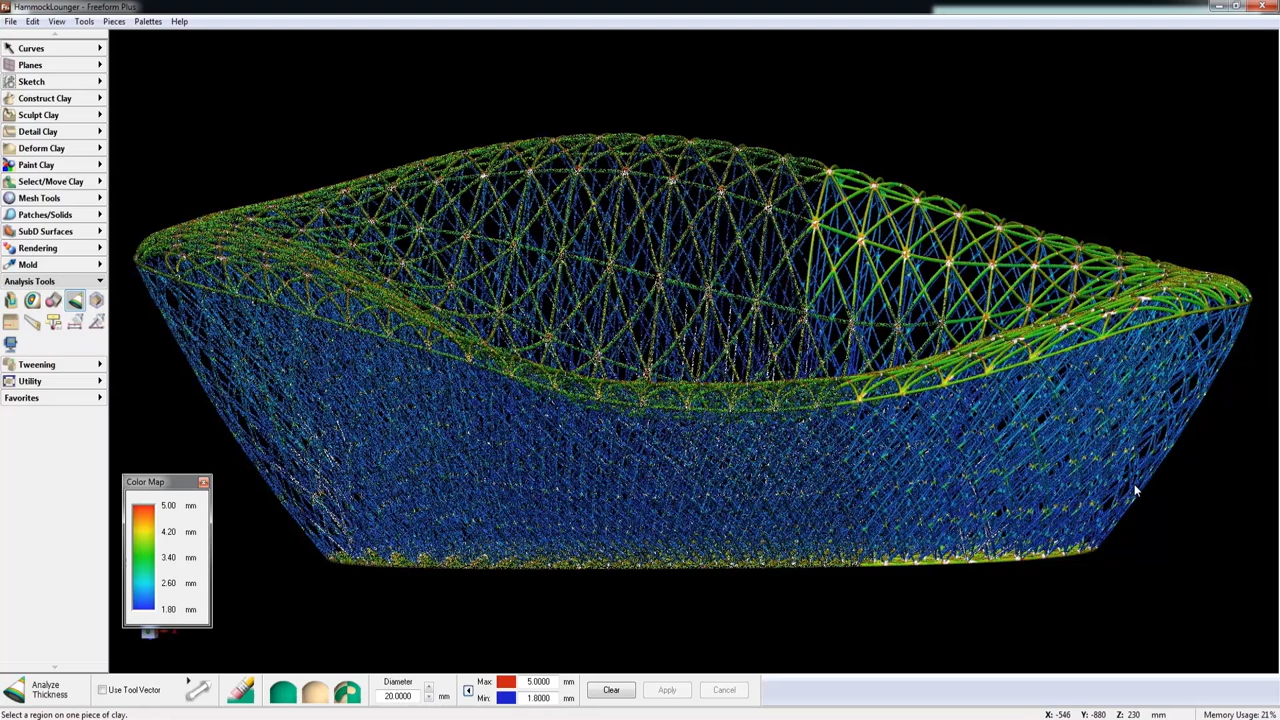 HammockLounger - Freeform Plus
File Edit View Tools Pieces Palettes Help
Curves
Planes
Sketch
Construct Clay
Sculpt Clay
Detail Clay
Deform Clay
Paint Clay
Select/Move Clay
Mesh Tools
Patches/Solids
SubD Surfaces
Rendering
Mold
Analysis Tools
Tweening
Utility
Favorites
Color Map
5.00 mm
4.20 mm
3.40 mm
2.60 mm
1.80 mm
Analyze
Thickness
Use Tool Vector
Diameter
20.0000 mm
Max: 5.0000 mm
Min: 1.8000 mm
Clear Apply Cancel
Select a region on one piece of clay.
X: -546 Y: -880 Z: 230 mm
Memory Usage: 21%